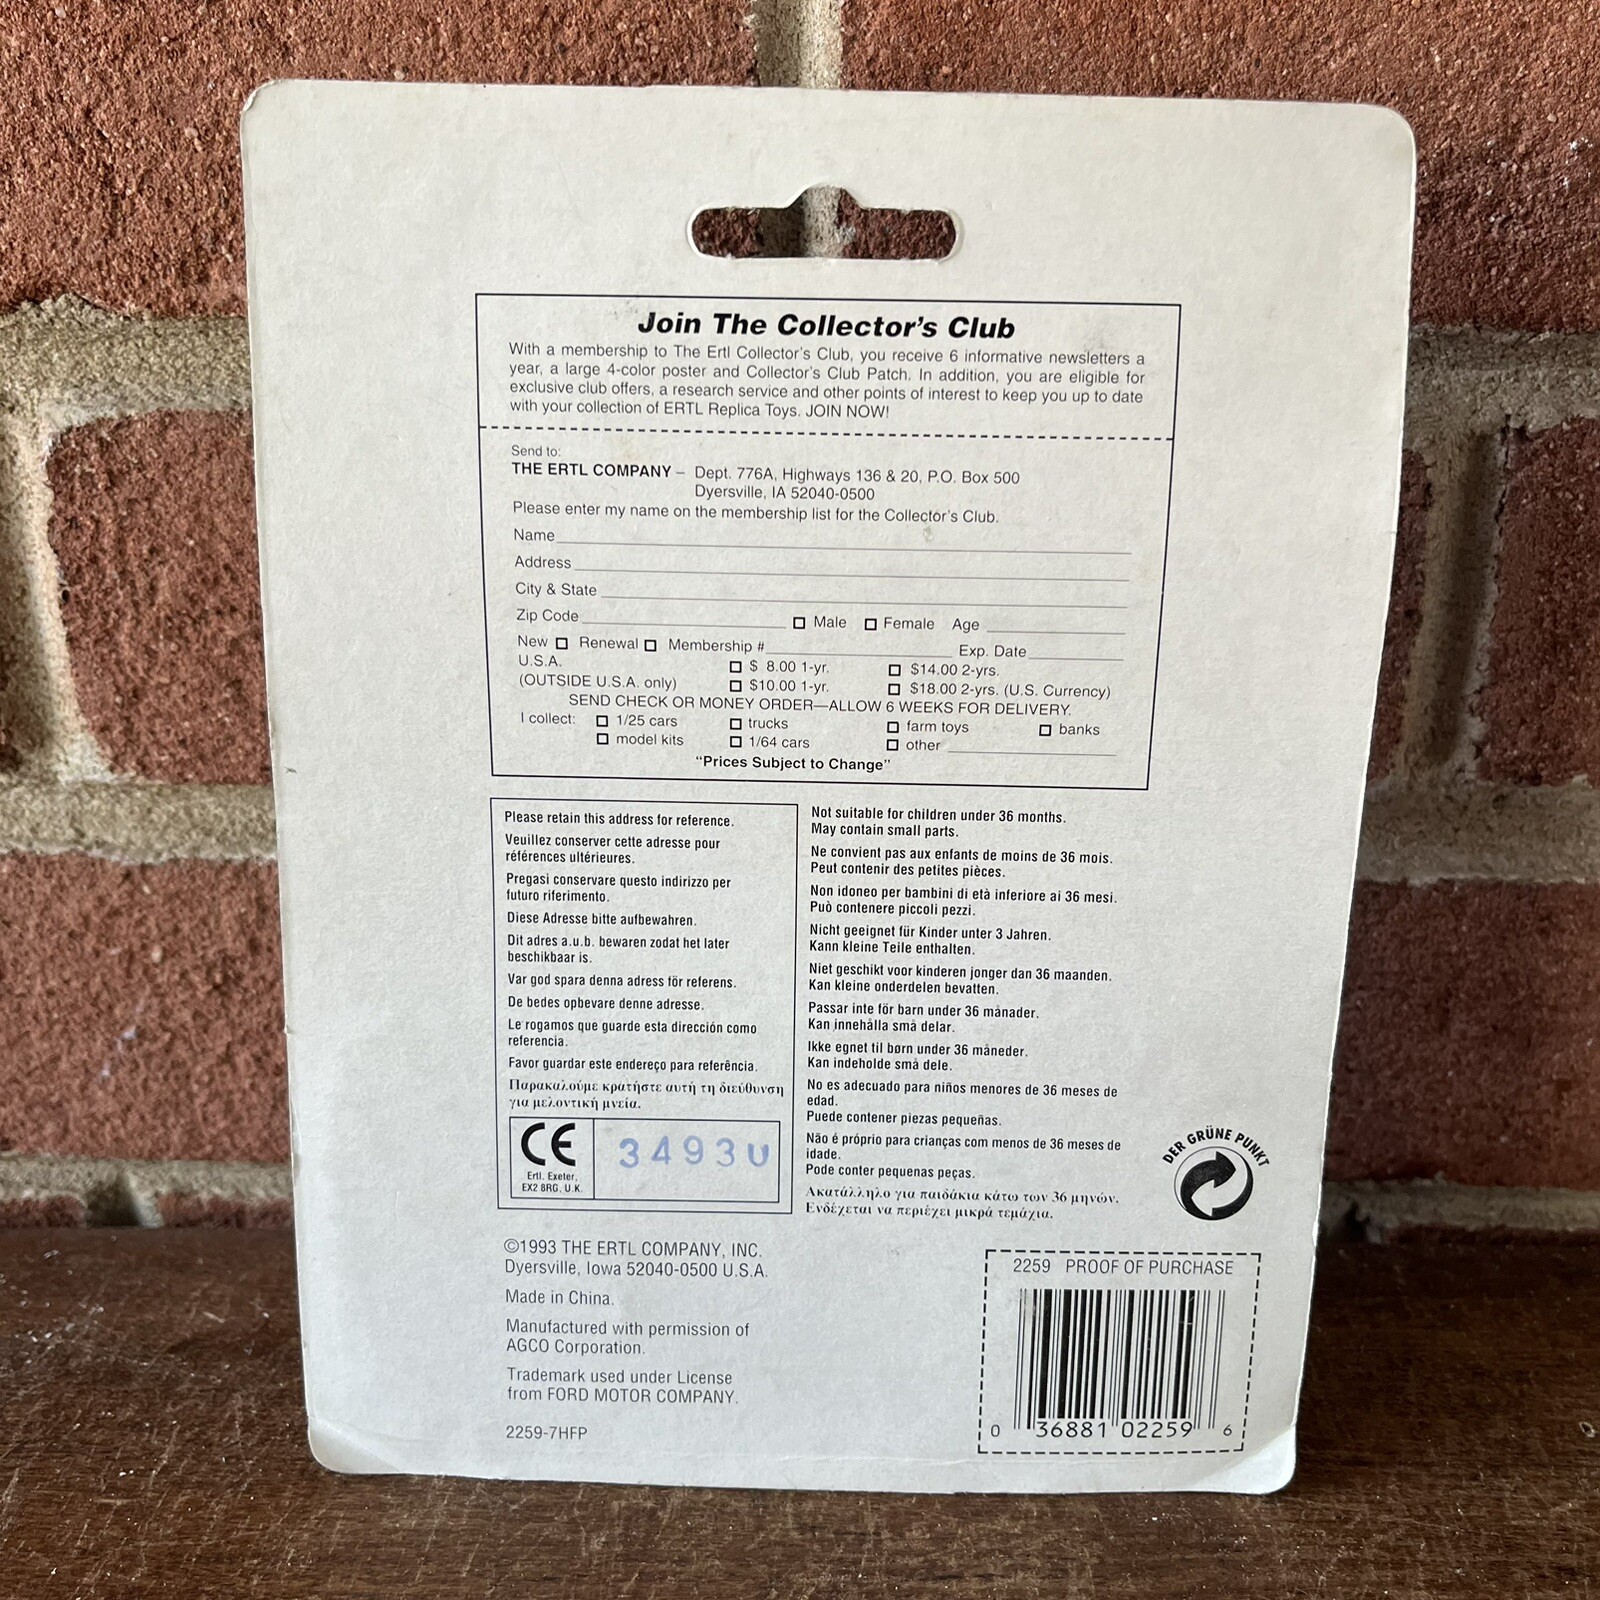 Join The Collector's Club
With a membership to The Ertl Collector's Club, you receive 6 informative newsletters a
year, a large 4-color poster and Collector's Club Patch. In addition, you are eligible for
exclusive club offers, a research service and other points of interest to keep you up to date
with your collection of ERTL Replica Toys. JOIN NOW!
Send to:
THE ERTL COMPANY – Dept. 776A, Highways 136 & 20, P.O. Box 500
Dyersville, IA 52040-0500
Please enter my name on the membership list for the Collector's Club.
Name
Address
City & State
Zip Code Male Female Age
New Renewal Membership # Exp. Date
U.S.A. $ 8.00 1-yr. $14.00 2-yrs.
(OUTSIDE U.S.A. only) $10.00 1-yr. $18.00 2-yrs. (U.S. Currency)
SEND CHECK OR MONEY ORDER—ALLOW 6 WEEKS FOR DELIVERY.
I collect: 1/25 cars trucks farm toys banks
model kits 1/64 cars other
"Prices Subject to Change"
Please retain this address for reference.
Veuillez conserver cette adresse pour
références ultérieures.
Pregasi conservare questo indirizzo per
futuro riferimento.
Diese Adresse bitte aufbewahren.
Dit adres a.u.b. bewaren zodat het later
beschikbaar is.
Var god spara denna adress för referens.
De bedes opbevare denne adresse.
Le rogamos que guarde esta dirección como
referencia.
Favor guardar este endereço para referência.
Παρακαλούμε κρατήστε αυτή τη διεύθυνση
για μελοντική μνεία.
CE
Ertl. Exeter,
EX2 8RG, U.K.
3493U
Not suitable for children under 36 months.
May contain small parts.
Ne convient pas aux enfants de moins de 36 mois.
Peut contenir des petites pièces.
Non idoneo per bambini di età inferiore ai 36 mesi.
Può contenere piccoli pezzi.
Nicht geeignet für Kinder unter 3 Jahren.
Kann kleine Teile enthalten.
Niet geschikt voor kinderen jonger dan 36 maanden.
Kan kleine onderdelen bevatten.
Passar inte för barn under 36 månader.
Kan innehålla små delar.
Ikke egnet til børn under 36 måneder.
Kan indeholde små dele.
No es adecuado para niños menores de 36 meses de
edad.
Puede contener piezas pequeñas.
Não é próprio para crianças com menos de 36 meses de
idade.
Pode conter pequenas peças.
Ακατάλληλο για παιδάκια κάτω των 36 μηνών.
Ενδέχεται να περιέχει μικρά τεμάχια.
DER GRÜNE PUNKT
©1993 THE ERTL COMPANY, INC.
Dyersville, Iowa 52040-0500 U.S.A.
Made in China.
Manufactured with permission of
AGCO Corporation.
Trademark used under License
from FORD MOTOR COMPANY.
2259-7HFP
2259 PROOF OF PURCHASE
0 36881 02259 6